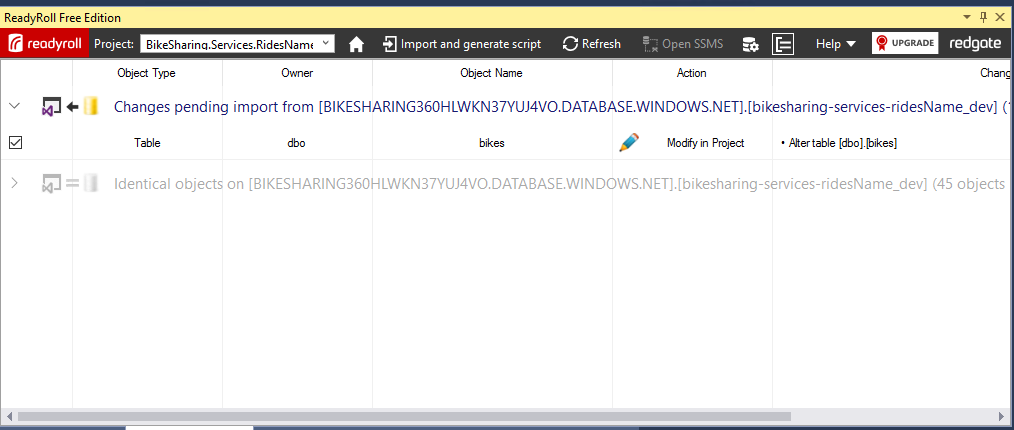 ReadyRoll Free Edition
readyroll Project: BikeSharing.Services.RidesName Import and generate script Refresh Open SSMS Help UPGRADE redgate
Object Type Owner Object Name Action Chang
Changes pending import from [BIKESHARING360HLWKN37YUJ4VO.DATABASE.WINDOWS.NET].[bikesharing-services-ridesName_dev] (
Table dbo bikes Modify in Project • Alter table [dbo].[bikes]
Identical objects on [BIKESHARING360HLWKN37YUJ4VO.DATABASE.WINDOWS.NET].[bikesharing-services-ridesName_dev] (45 objects